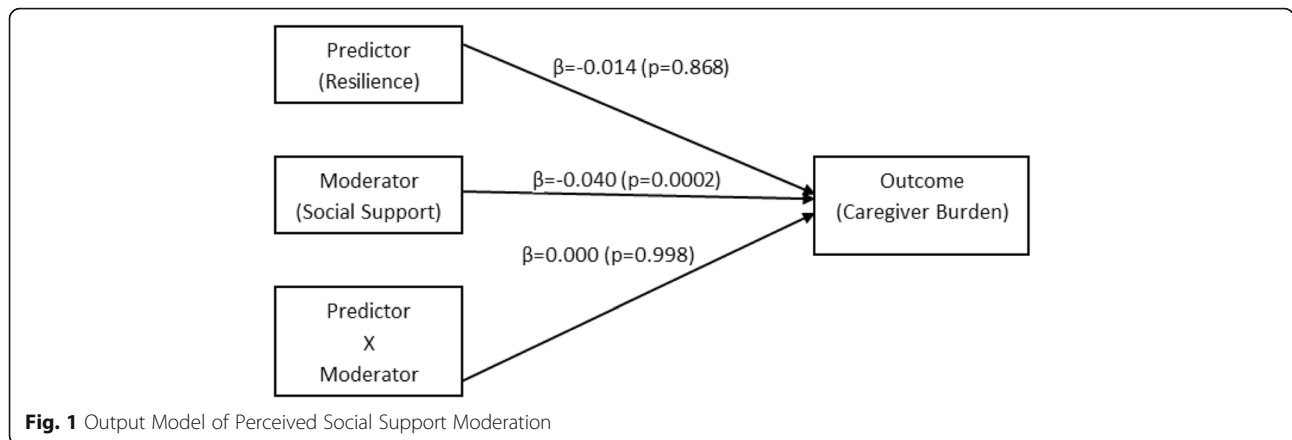 Predictor
(Resilience)
β=-0.014 (p=0.868)
Moderator
(Social Support)
β=-0.040 (p=0.0002)
Outcome
(Caregiver Burden)
β=0.000 (p=0.998)
Predictor
X
Moderator
Fig. 1 Output Model of Perceived Social Support Moderation